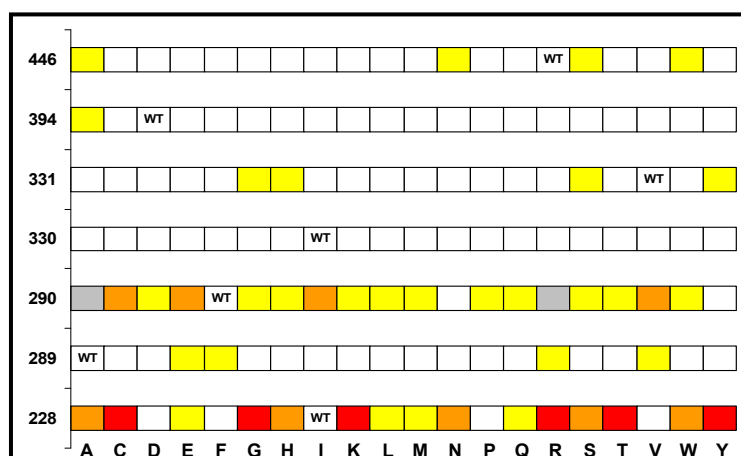 446 WT
394 WT
331 WT
330 WT
290 WT
289 WT
228 WT
A C D E F G H I K L M N P Q R S T V W Y